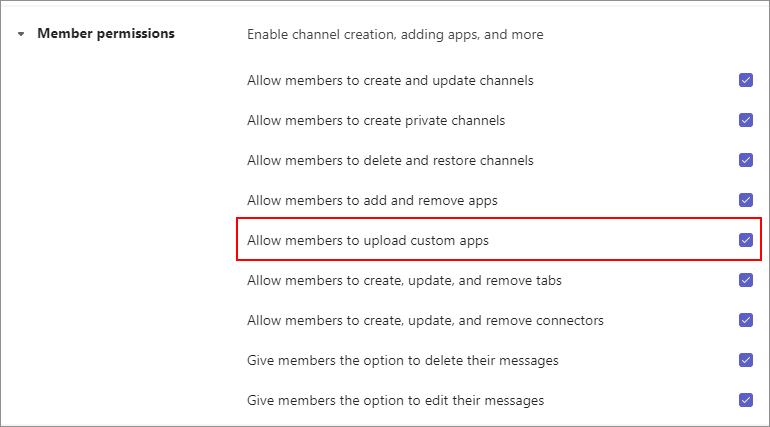 Member permissions
Enable channel creation, adding apps, and more
Allow members to create and update channels
Allow members to create private channels
Allow members to delete and restore channels
Allow members to add and remove apps
Allow members to upload custom apps
Allow members to create, update, and remove tabs
Allow members to create, update, and remove connectors
Give members the option to delete their messages
Give members the option to edit their messages